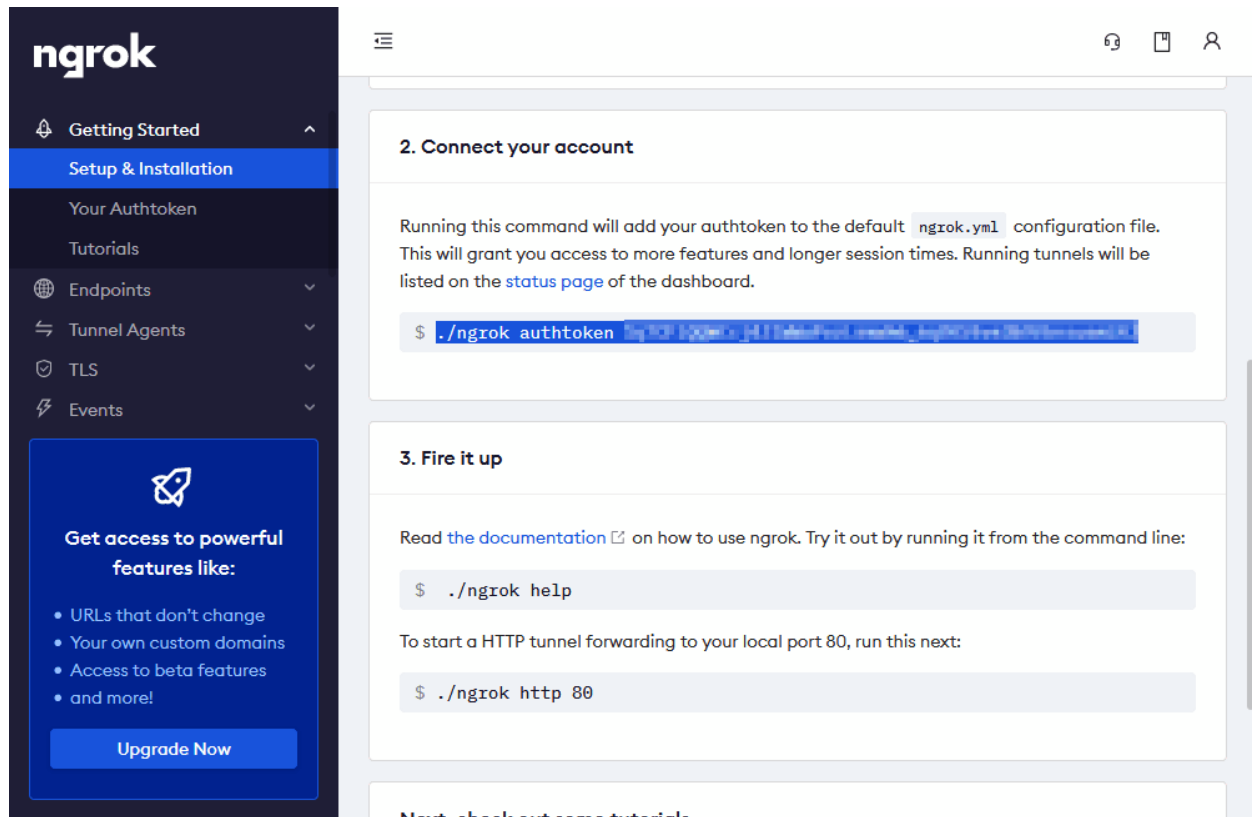 ngrok
Getting Started
Setup & Installation
Your Authtoken
Tutorials
Endpoints
Tunnel Agents
TLS
Events
Get access to powerful
features like:
• URLs that don't change
• Your own custom domains
• Access to beta features
• and more!
Upgrade Now
2. Connect your account
Running this command will add your authtoken to the default ngrok.yml configuration file.
This will grant you access to more features and longer session times. Running tunnels will be
listed on the status page of the dashboard.
$ ./ngrok authtoken
3. Fire it up
Read the documentation on how to use ngrok. Try it out by running it from the command line:
$ ./ngrok help
To start a HTTP tunnel forwarding to your local port 80, run this next:
$ ./ngrok http 80
Next, check out some tutorials